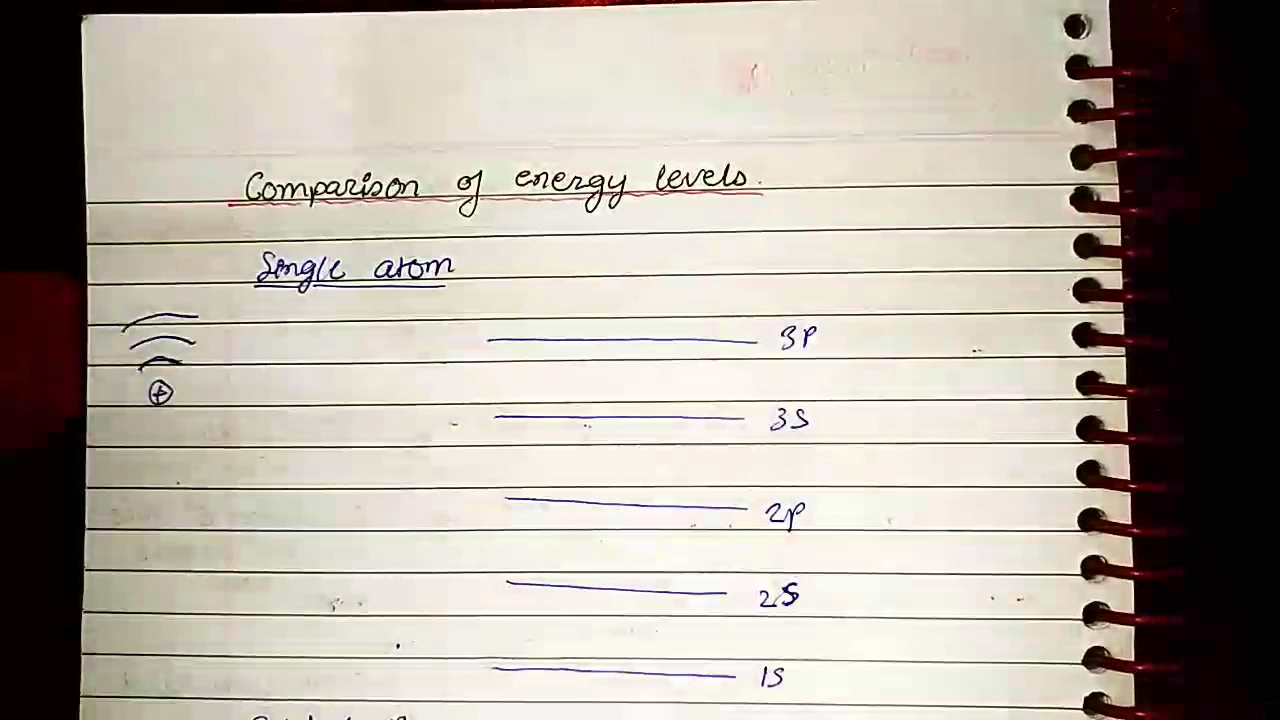 Comparison of energy levels.
Single atom
3P
3S
2P
2S
1S